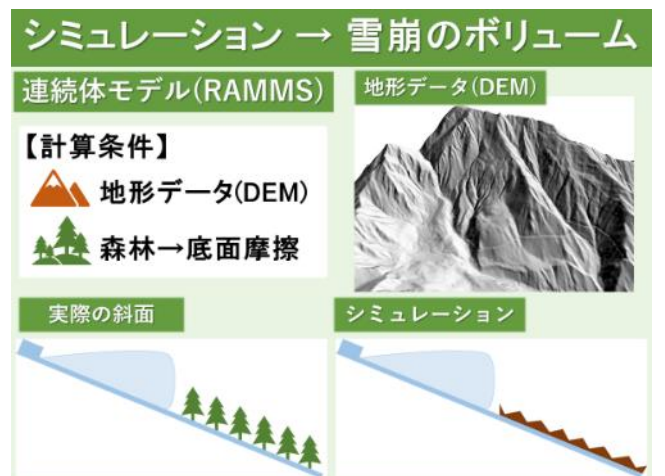 シミュレーション → 雪崩のボリューム
連続体モデル(RAMMS)
【計算条件】
地形データ(DEM)
森林→底面摩擦
地形データ(DEM)
実際の斜面
シミュレーション